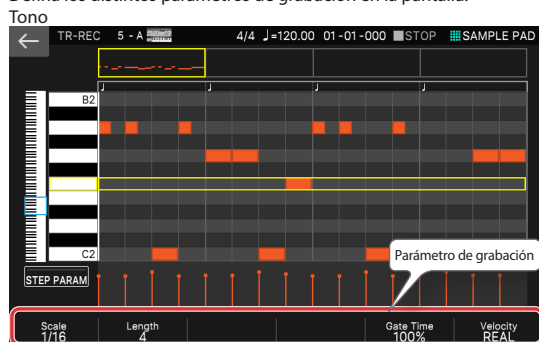 Defina los distintos parámetros de grabación en la pantalla.
Tono
TR-REC 5 - A 4/4 ♩=120.00 01-01-000 STOP SAMPLE PAD
B2
C2
Parámetro de grabación
STEP PARAM
Scale Length Gate Time Velocity
1/16 4 100% REAL